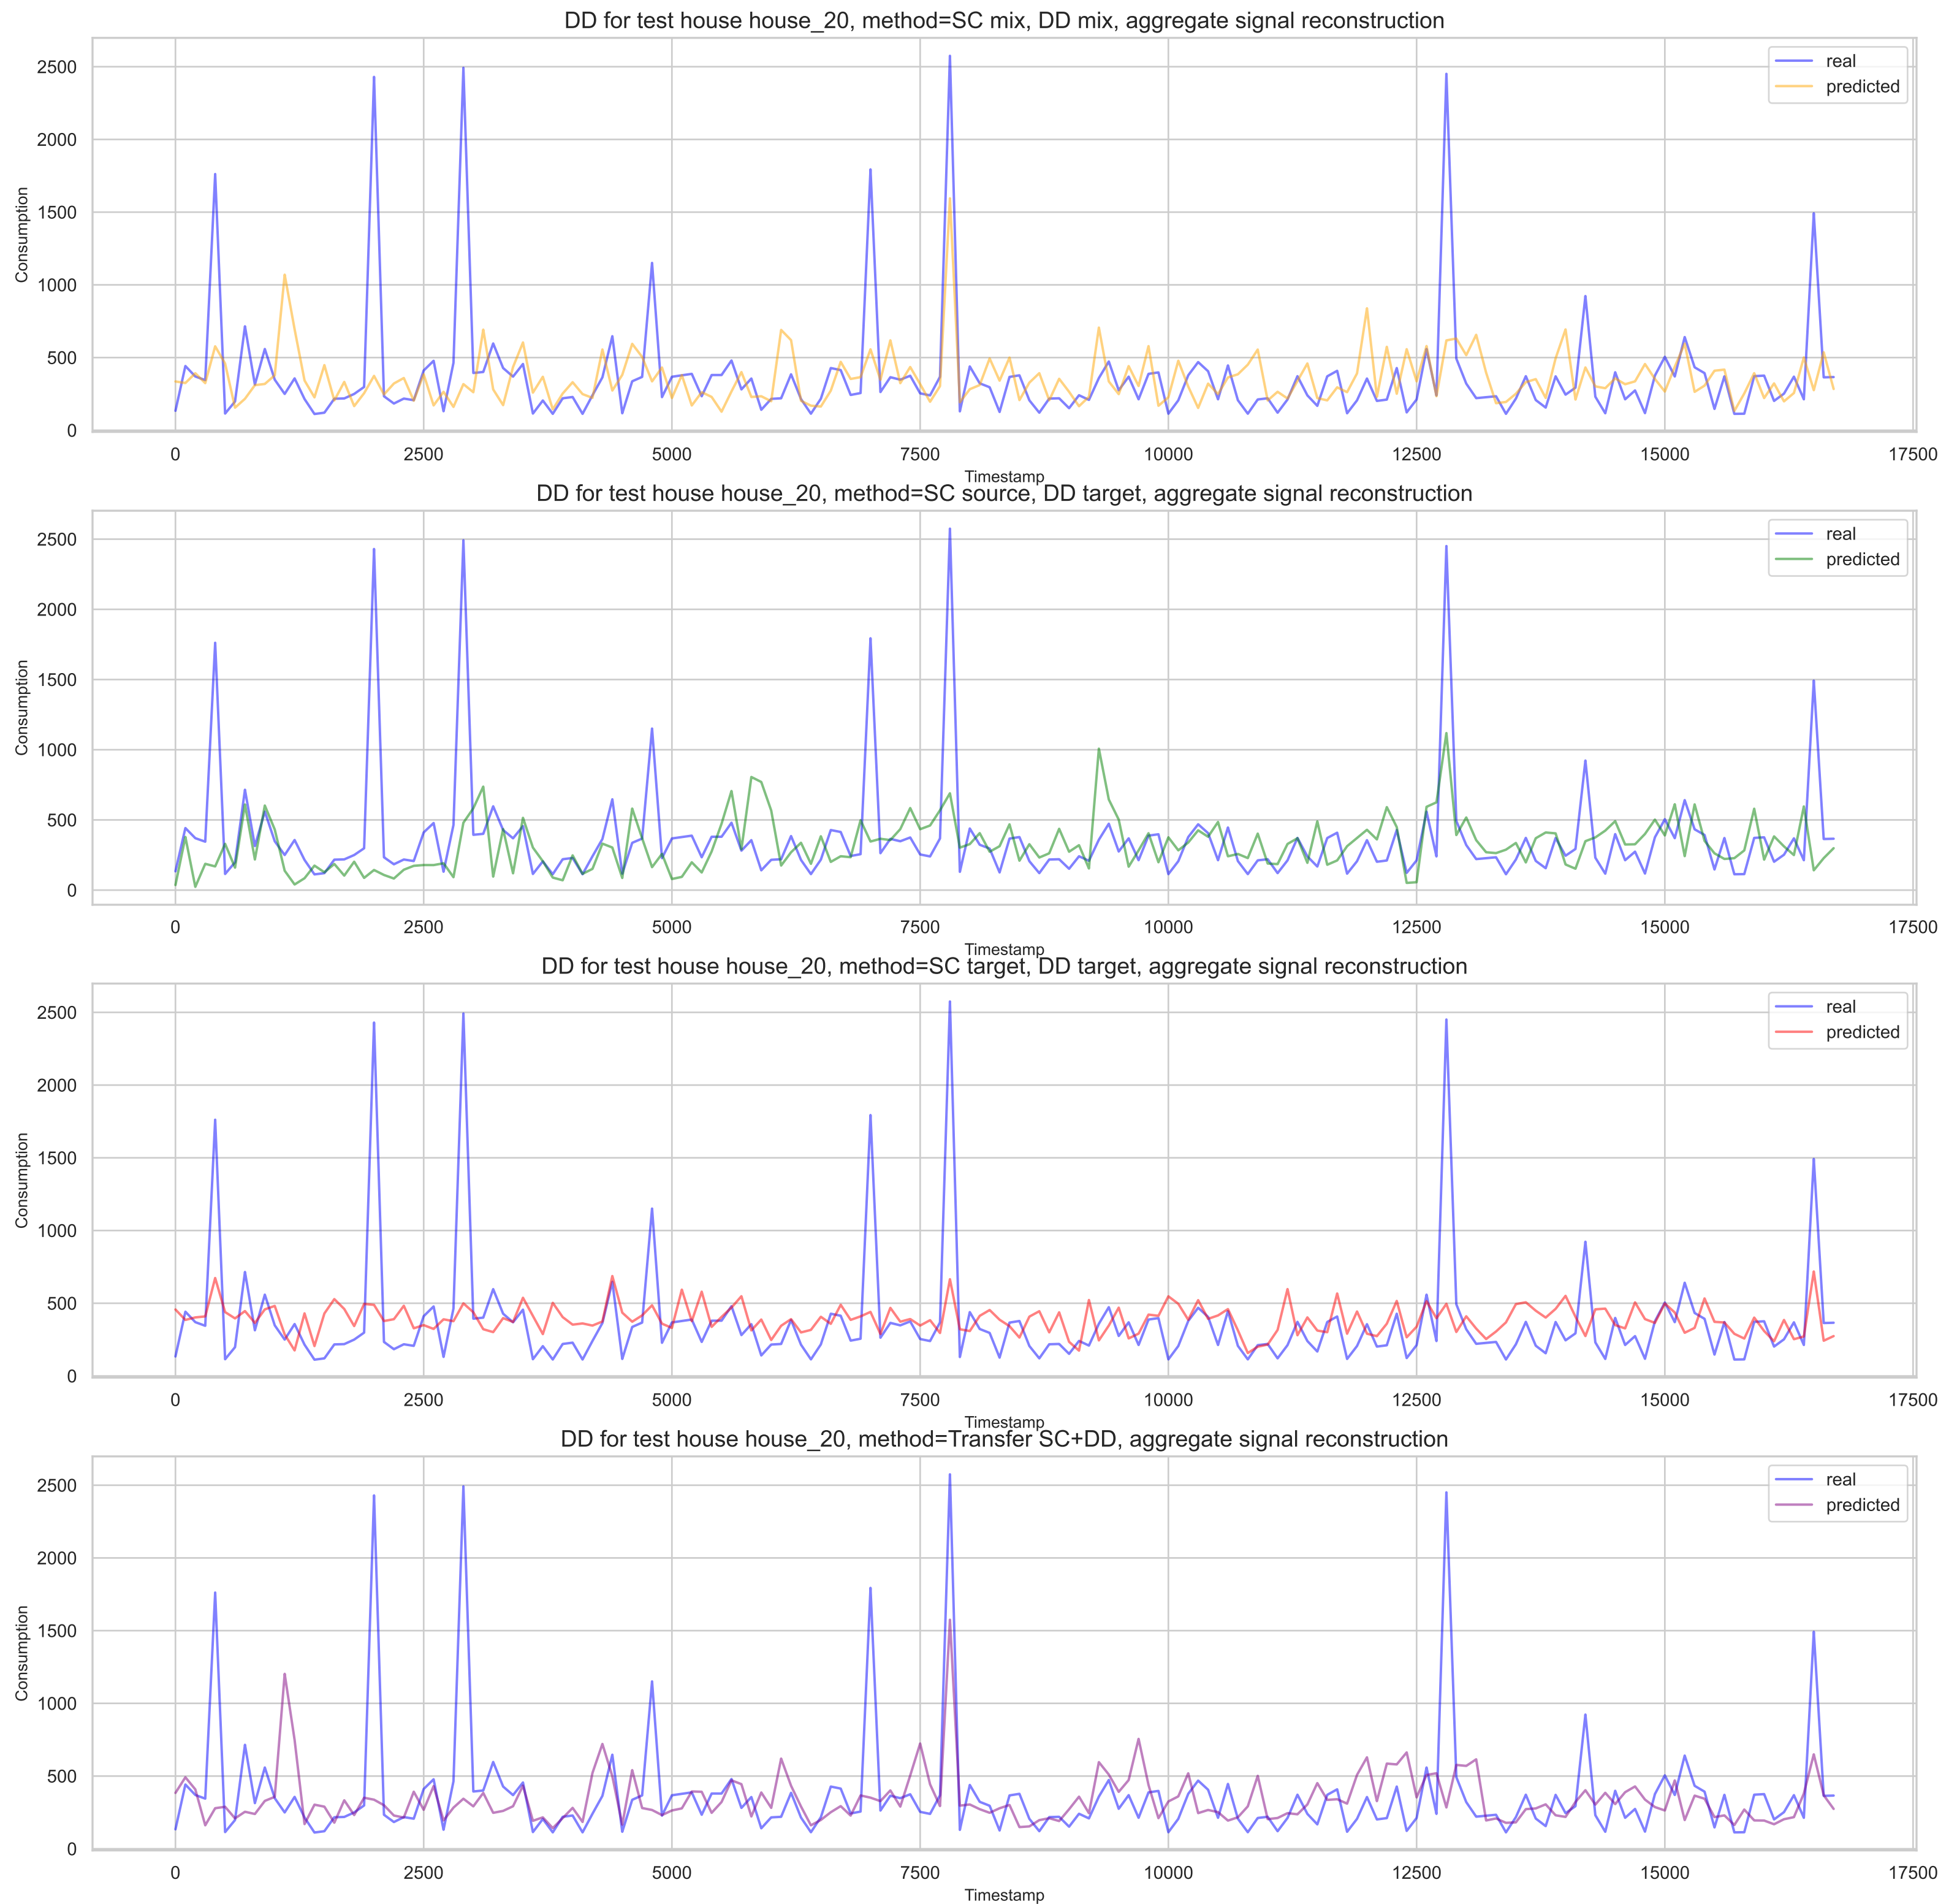 DD for test house house_20, method=SC mix, DD mix, aggregate signal reconstruction
2500
2000
1500
1000
500
0
Consumption
real
predicted
0 2500 5000 7500 10000 12500 15000 17500
Timestamp
DD for test house house_20, method=SC source, DD target, aggregate signal reconstruction
2500
2000
1500
1000
500
0
Consumption
real
predicted
0 2500 5000 7500 10000 12500 15000 17500
Timestamp
DD for test house house_20, method=SC target, DD target, aggregate signal reconstruction
2500
2000
1500
1000
500
0
Consumption
real
predicted
0 2500 5000 7500 10000 12500 15000 17500
Timestamp
DD for test house house_20, method=Transfer SC+DD, aggregate signal reconstruction
2500
2000
1500
1000
500
0
Consumption
real
predicted
0 2500 5000 7500 10000 12500 15000 17500
Timestamp